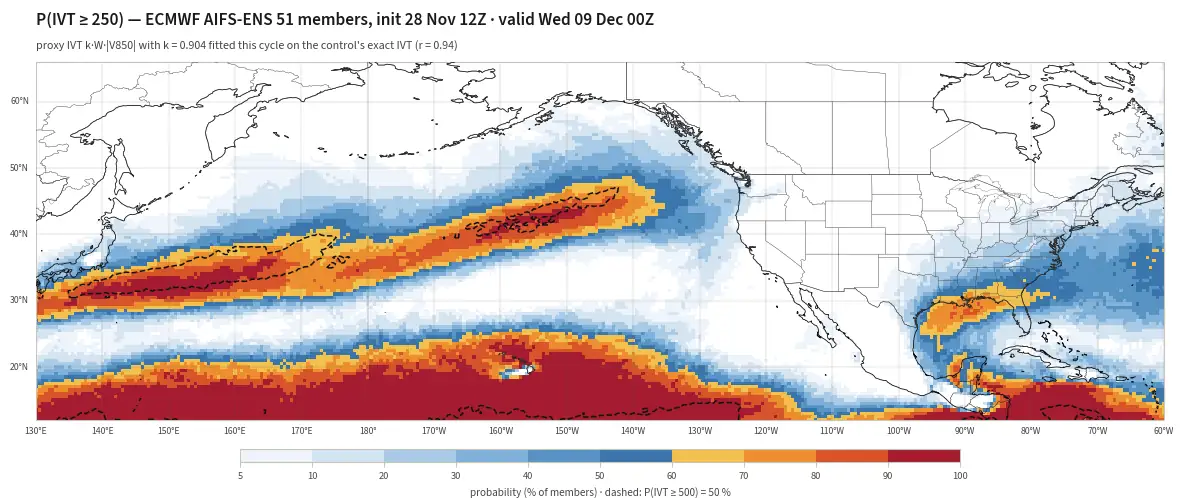 P(IVT ≥ 250) — ECMWF AIFS-ENS 51 members, init 28 Nov 12Z · valid Wed 09 Dec 00Z
proxy IVT k·W·|V850| with k = 0.904 fitted this cycle on the control's exact IVT (r = 0.94)
60°N
50°N
40°N
30°N
20°N
130°E 140°E 150°E 160°E 170°E 180° 170°W 160°W 150°W 140°W 130°W 120°W 110°W 100°W 90°W 80°W 70°W 60°W
5 10 20 30 40 50 60 70 80 90 100
probability (% of members) · dashed: P(IVT ≥ 500) = 50 %